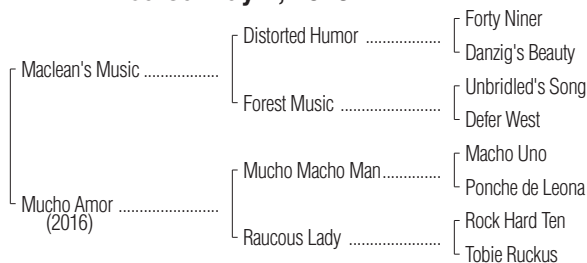 Forty Niner
Distorted Humor ...................
Danzig's Beauty
Maclean's Music ...................
Unbridled's Song
Forest Music .........................
Defer West
Macho Uno
Mucho Macho Man ...............
Ponche de Leona
Mucho Amor .........................
(2016)
Rock Hard Ten
Raucous Lady .......................
Tobie Ruckus